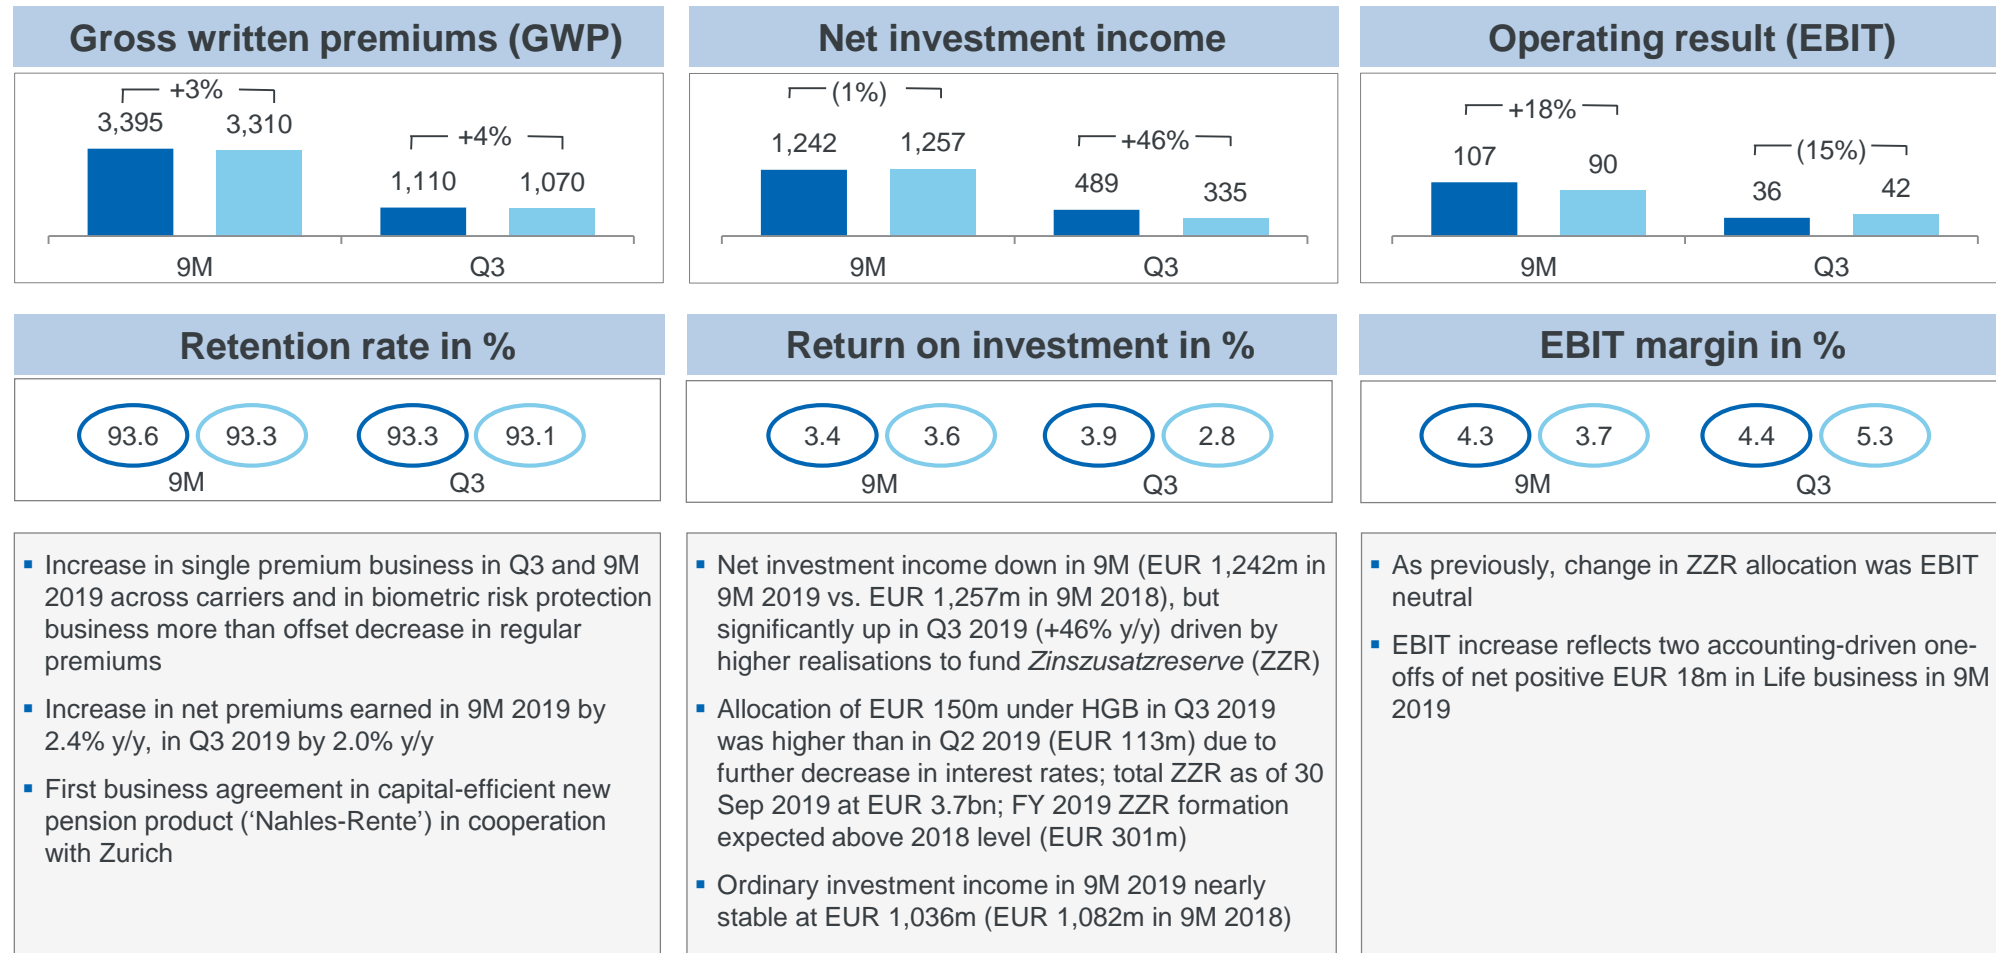 Gross written premiums (GWP)
+3%
3,395
3,310
+4%
1,110
1,070
9M
Q3
Net investment income
(1%)
1,242
1,257
+46%
489
335
9M
Q3
Operating result (EBIT)
+18%
107
90
(15%)
36
42
9M
Q3
Retention rate in %
93.6
93.3
93.3
93.1
9M
Q3
Return on investment in %
3.4
3.6
3.9
2.8
9M
Q3
EBIT margin in %
4.3
3.7
4.4
5.3
9M
Q3
▪ Increase in single premium business in Q3 and 9M
2019 across carriers and in biometric risk protection
business more than offset decrease in regular
premiums
▪ Increase in net premiums earned in 9M 2019 by
2.4% y/y, in Q3 2019 by 2.0% y/y
▪ First business agreement in capital-efficient new
pension product (‘Nahles-Rente’) in cooperation
with Zurich
▪ Net investment income down in 9M (EUR 1,242m in
9M 2019 vs. EUR 1,257m in 9M 2018), but
significantly up in Q3 2019 (+46% y/y) driven by
higher realisations to fund Zinszusatzreserve (ZZR)
▪ Allocation of EUR 150m under HGB in Q3 2019
was higher than in Q2 2019 (EUR 113m) due to
further decrease in interest rates; total ZZR as of 30
Sep 2019 at EUR 3.7bn; FY 2019 ZZR formation
expected above 2018 level (EUR 301m)
▪ Ordinary investment income in 9M 2019 nearly
stable at EUR 1,036m (EUR 1,082m in 9M 2018)
▪ As previously, change in ZZR allocation was EBIT
neutral
▪ EBIT increase reflects two accounting-driven one-
offs of net positive EUR 18m in Life business in 9M
2019